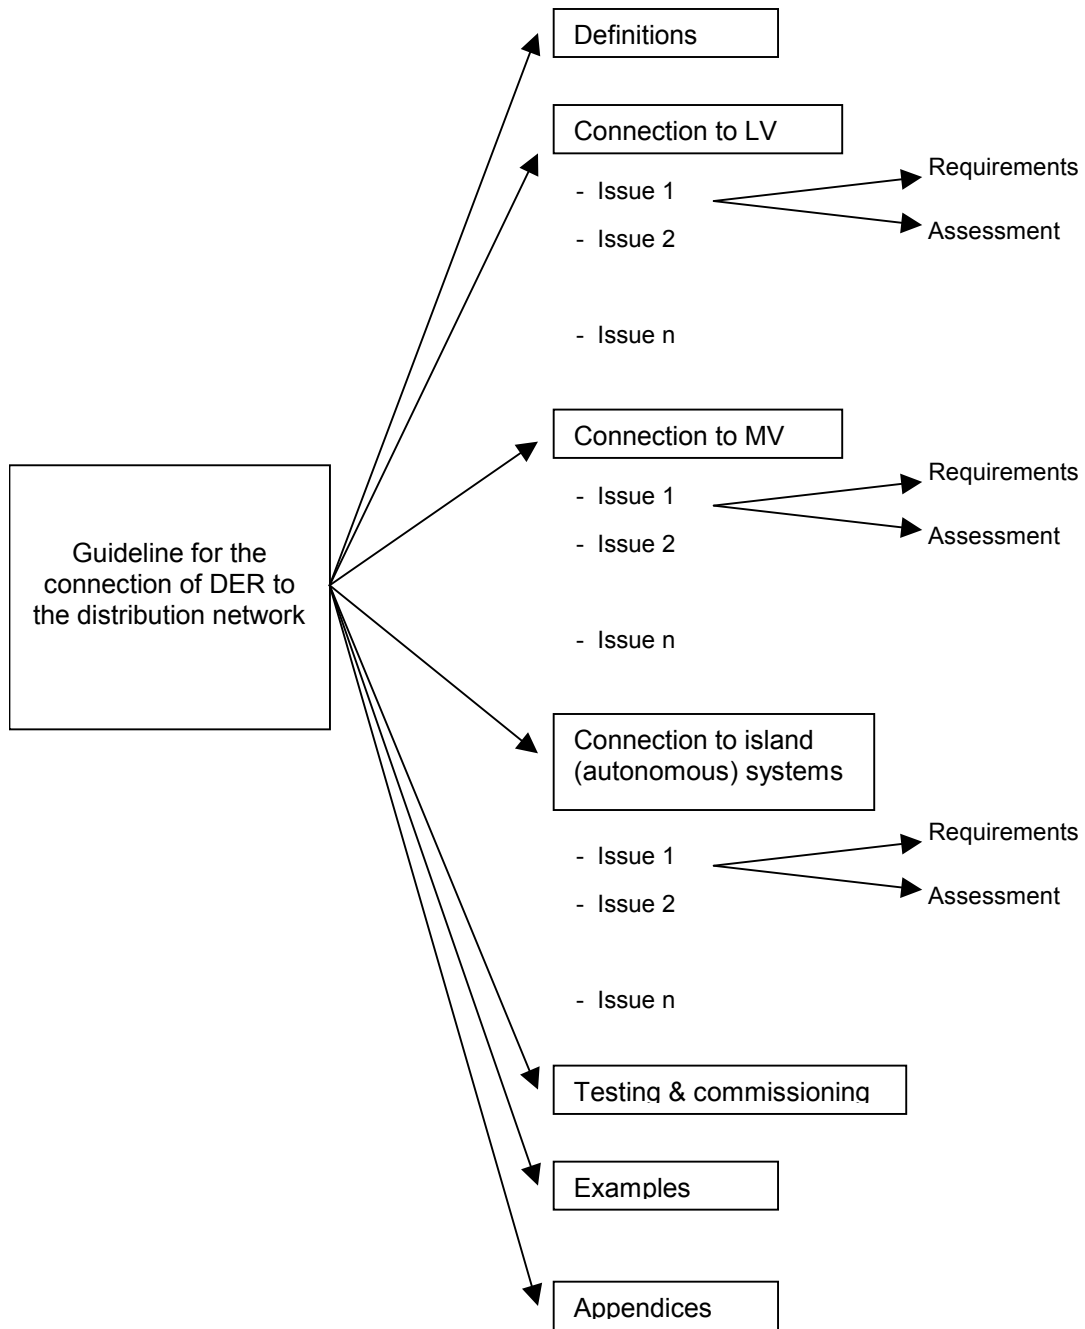 Definitions
Connection to LV
- Issue 1
Requirements
Assessment
- Issue 2
- Issue n
Connection to MV
- Issue 1
Requirements
Assessment
- Issue 2
- Issue n
Guideline for the
connection of DER to
the distribution network
Connection to island
(autonomous) systems
- Issue 1
Requirements
Assessment
- Issue 2
- Issue n
Testing & commissioning
Examples
Appendices